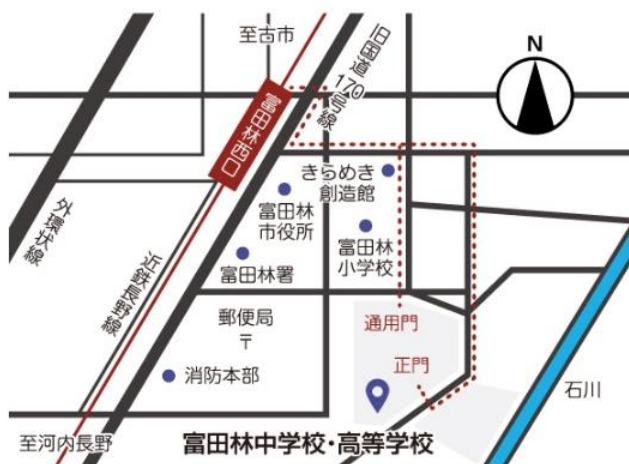 至古市
旧国道170号線
N
富田林西口
きらめき
創造館
富田林
市役所
富田林
小学校
外環状線
近鉄長野線
富田林署
郵便局
〒
通用門
正門
消防本部
石川
至河内長野
富田林中学校・高等学校